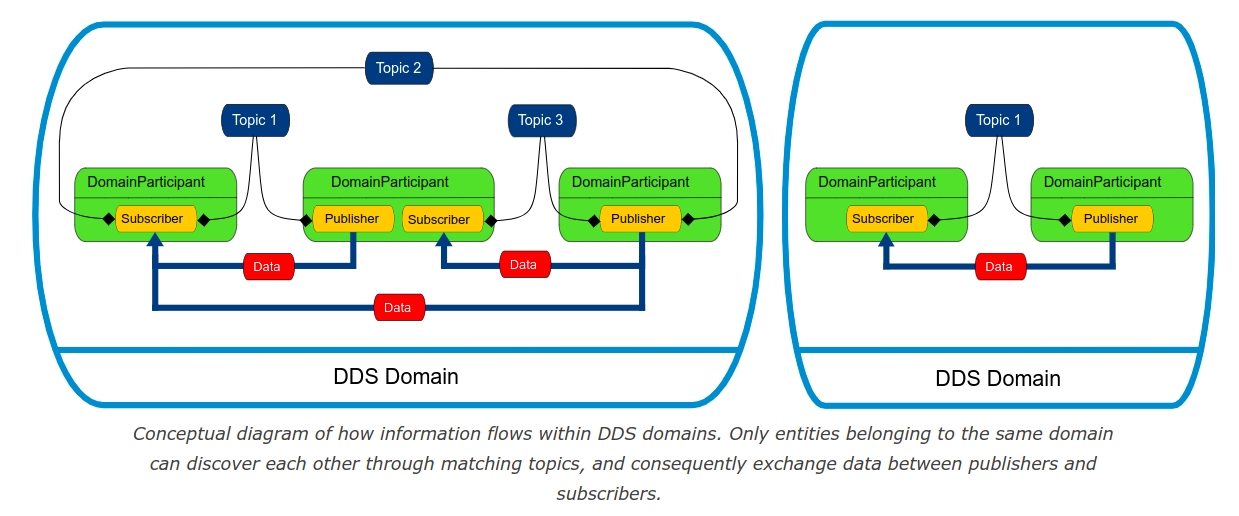 Topic 2
Topic 1
Topic 3
DomainParticipant
DomainParticipant
DomainParticipant
Subscriber
Publisher
Subscriber
Publisher
Data
Data
Data
DDS Domain
Topic 1
DomainParticipant
DomainParticipant
Subscriber
Publisher
Data
DDS Domain
Conceptual diagram of how information flows within DDS domains. Only entities belonging to the same domain
can discover each other through matching topics, and consequently exchange data between publishers and
subscribers.